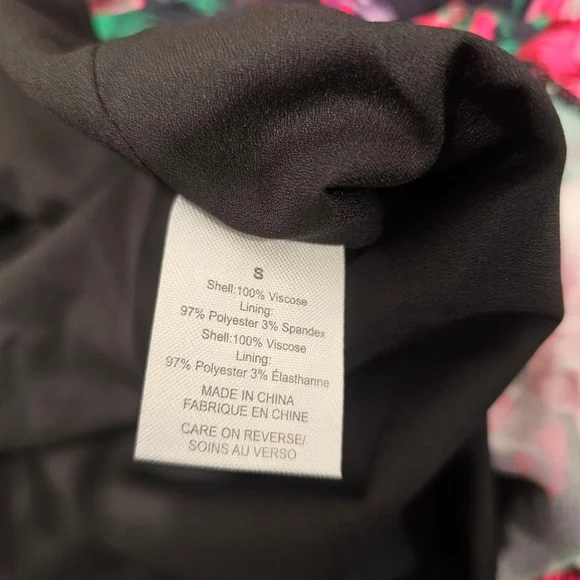 S
Shell:100% Viscose
Lining:
97% Polyester 3% Spandex
Shell:100% Viscose
Lining:
97% Polyester 3% Élasthanne
MADE IN CHINA
FABRIQUE EN CHINE
CARE ON REVERSE/
SOINS AU VERSO